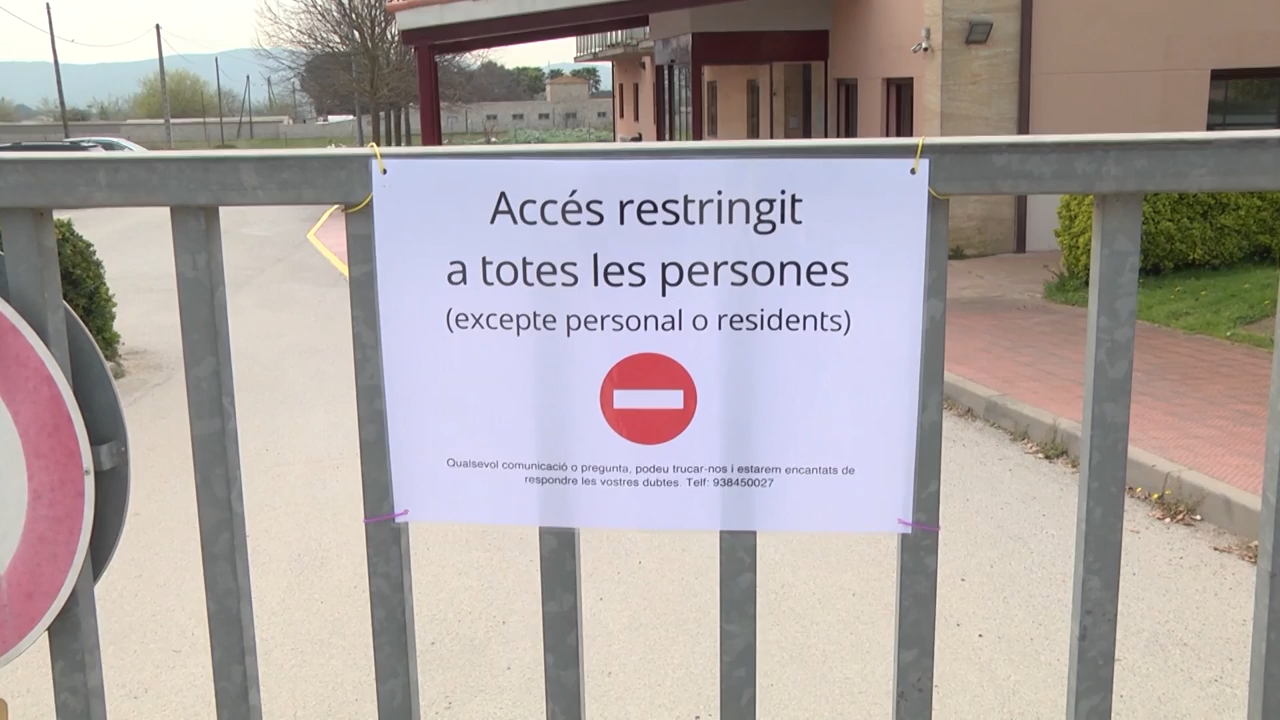 Accés restringit
a totes les persones
(excepte personal o residents)
Qualsevol comunicació o pregunta, podeu trucar-nos i estarem encantats de
respondre les vostres dubtes. Telf: 938450027